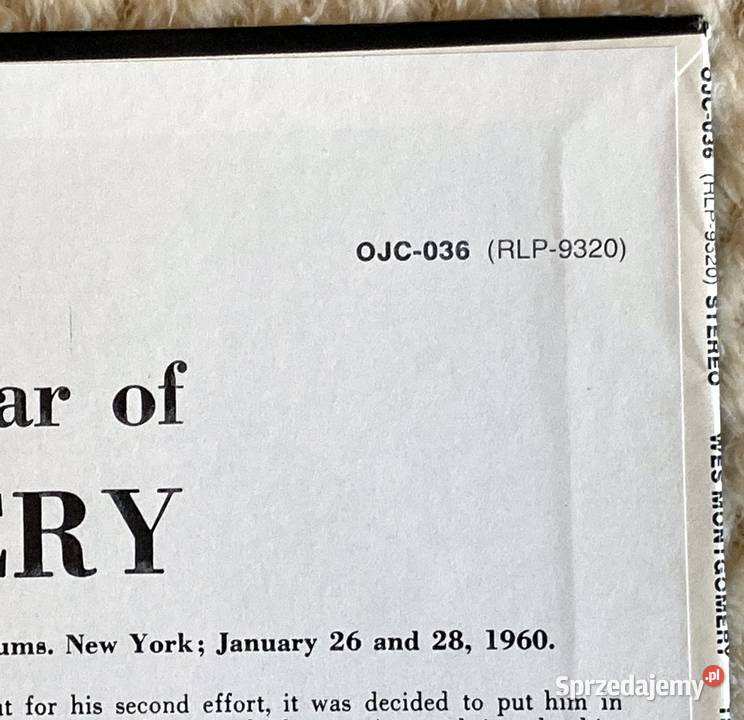 OJC-036 (RLP-9320)
ar of
ERY
ums. New York; January 26 and 28, 1960.
t for his second effort, it was decided to put him in
OJC-036 (RLP-9320) STEREO WES MONTGOMERY
Sprzedajemy.pl